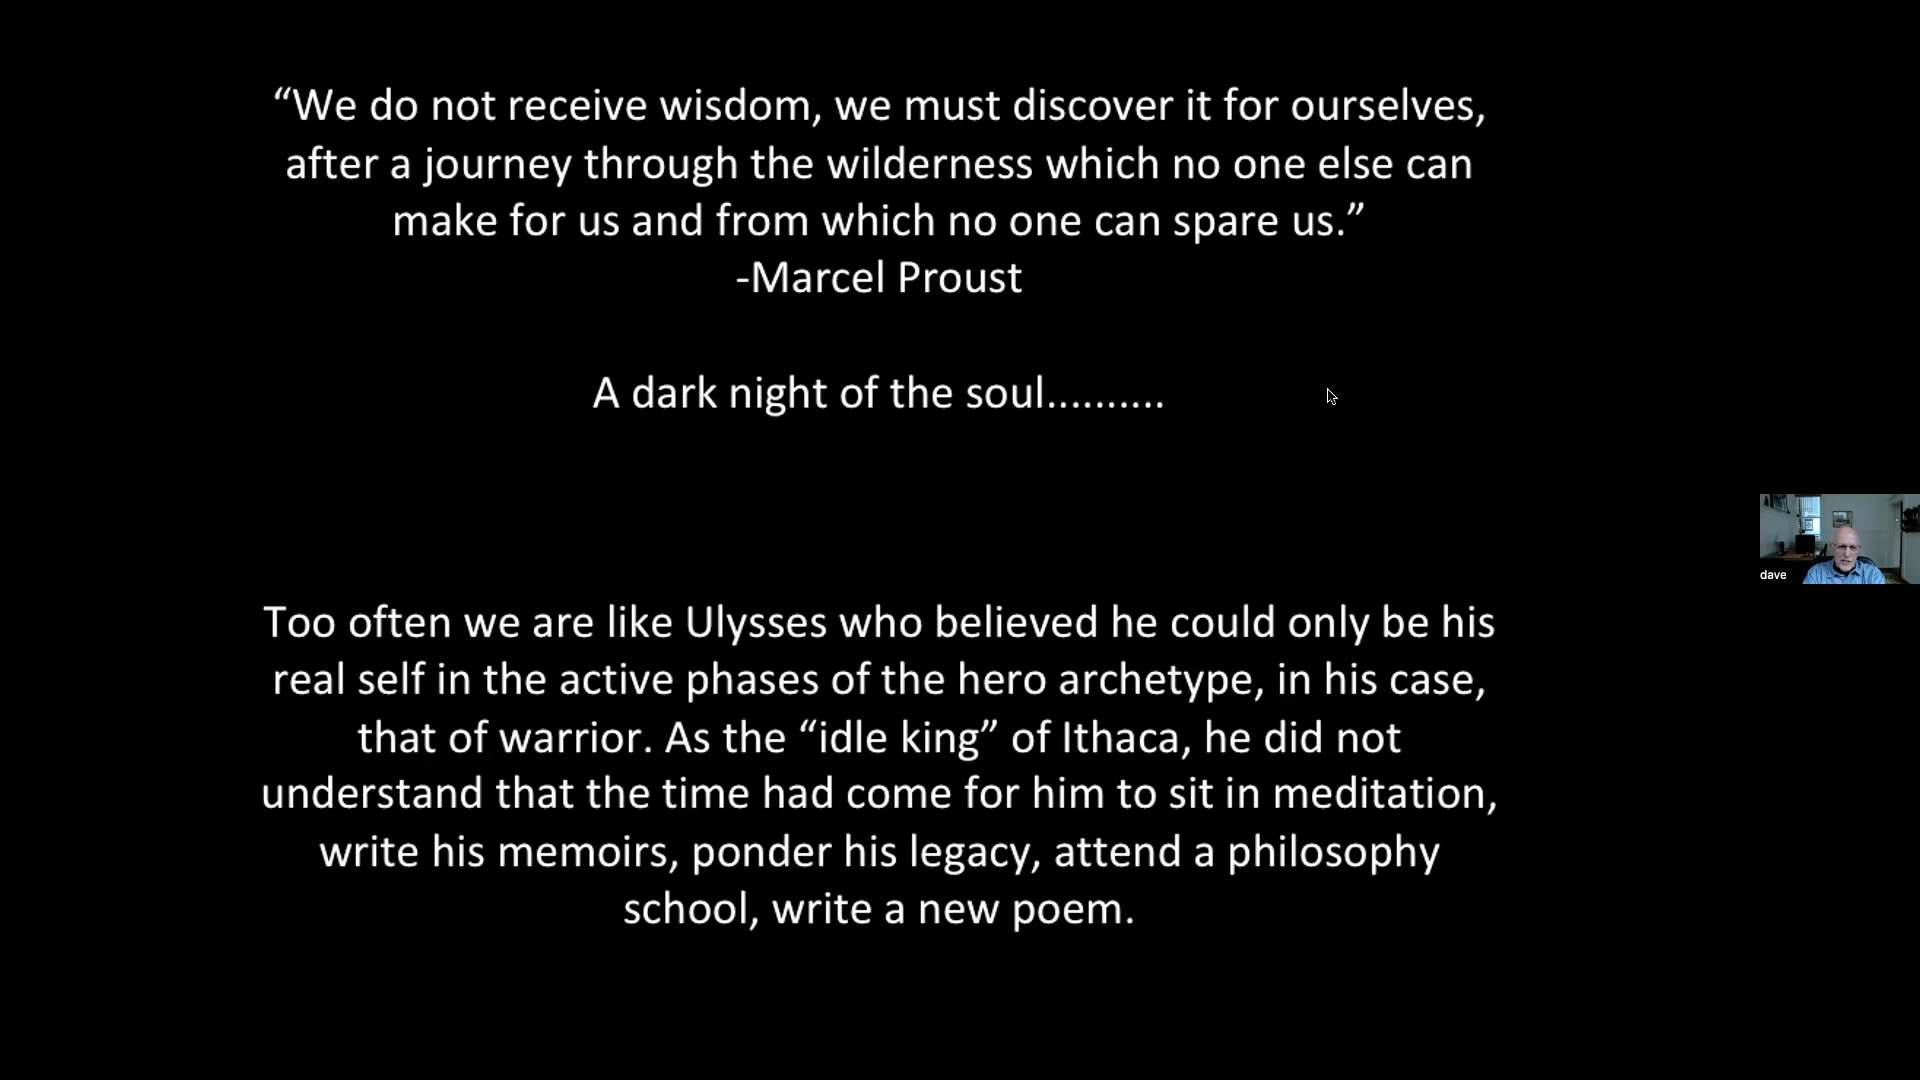 “We do not receive wisdom, we must discover it for ourselves,
after a journey through the wilderness which no one else can
make for us and from which no one can spare us.”
-Marcel Proust
A dark night of the soul..........
dave
Too often we are like Ulysses who believed he could only be his
real self in the active phases of the hero archetype, in his case,
that of warrior. As the “idle king” of Ithaca, he did not
understand that the time had come for him to sit in meditation,
write his memoirs, ponder his legacy, attend a philosophy
school, write a new poem.